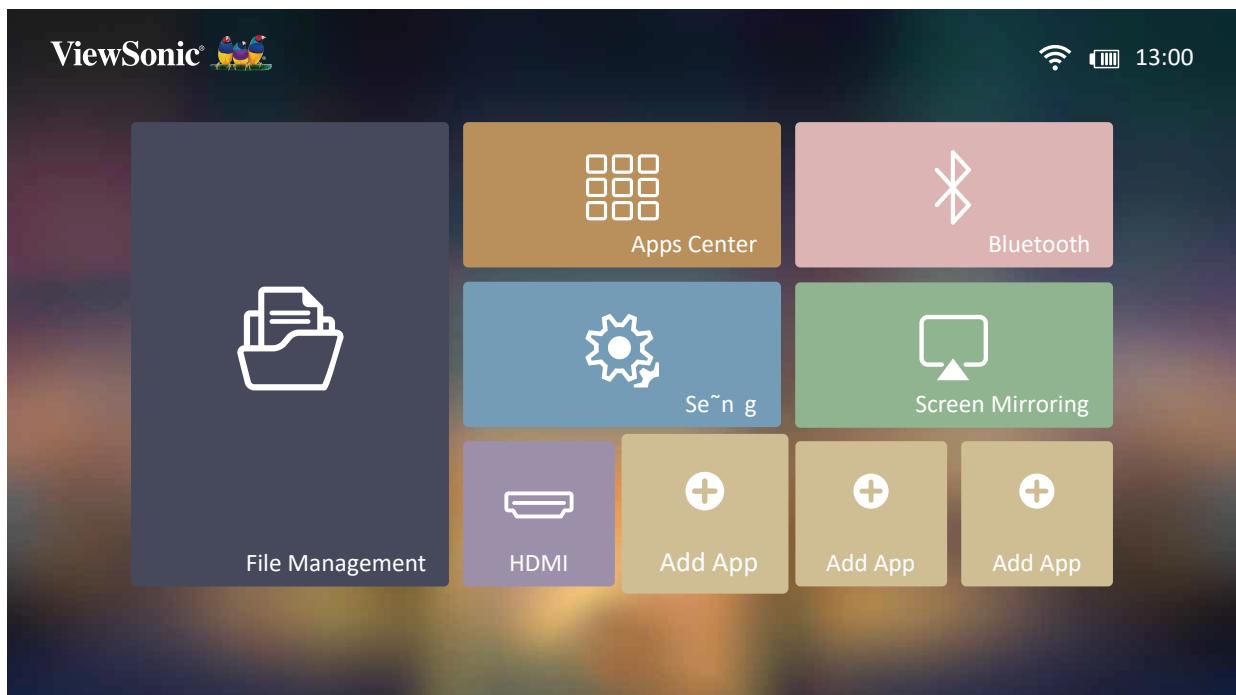 ViewSonic®
13:00
Apps Center
Bluetooth
Se˜n g
Screen Mirroring
File Management
HDMI
Add App
Add App
Add App